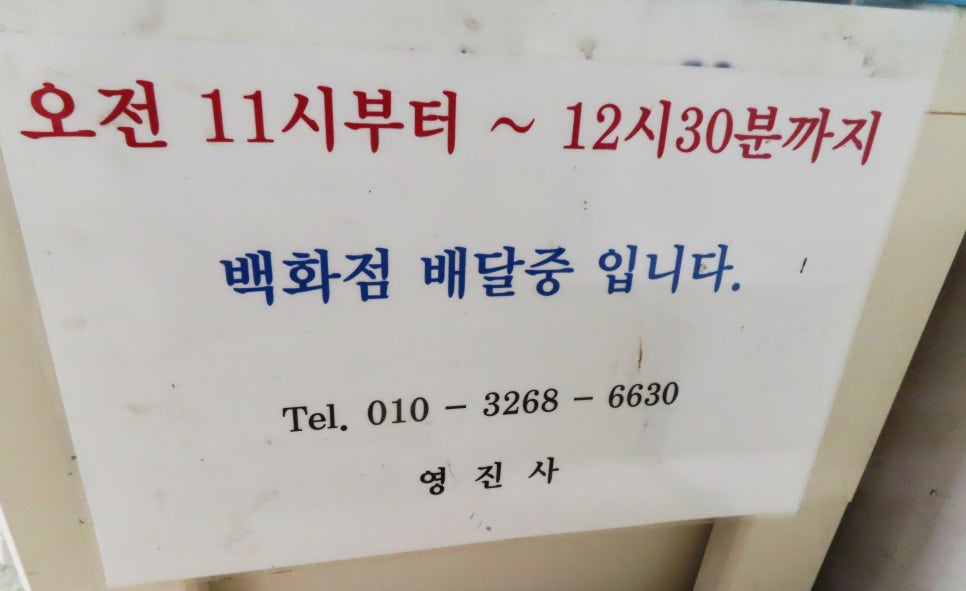 오전 11시부터 ~ 12시30분까지
백화점 배달중 입니다.
Tel. 010 - 3268 - 6630
영 진 사